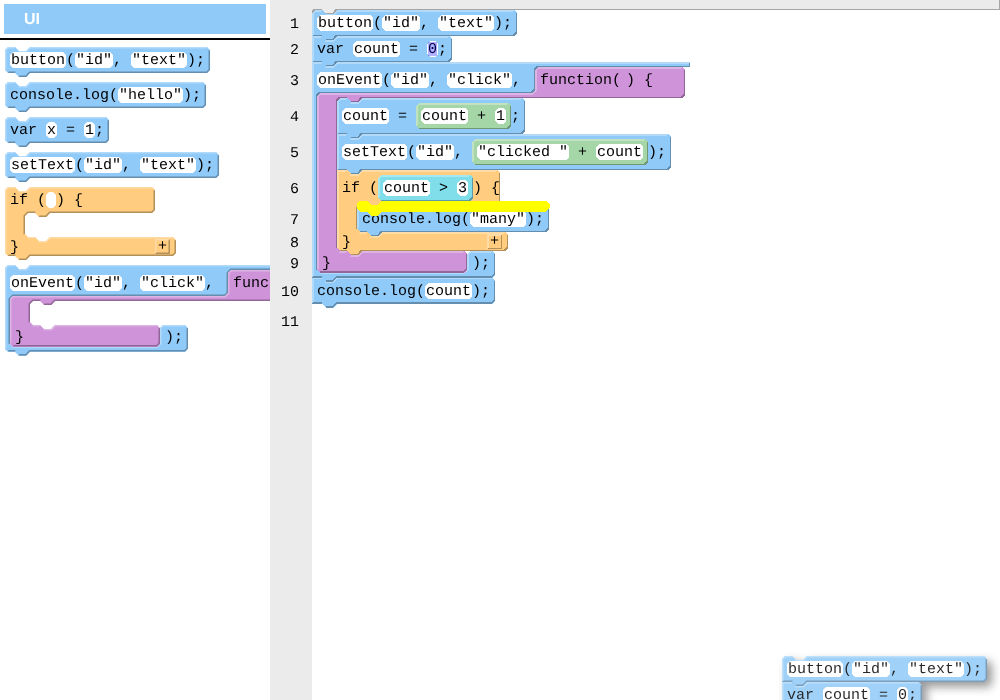 UI
button("id", "text");
console.log("hello");
var x = 1;
setText("id", "text");
if ( ) {
} +
onEvent("id", "click", func
} );
1 button("id", "text");
2 var count = 0;
3 onEvent("id", "click", function( ) {
4 count = count + 1;
5 setText("id", "clicked " + count);
6 if (count > 3) {
7 console.log("many");
8 } +
9 } );
10 console.log(count);
11
button("id", "text");
var count = 0;